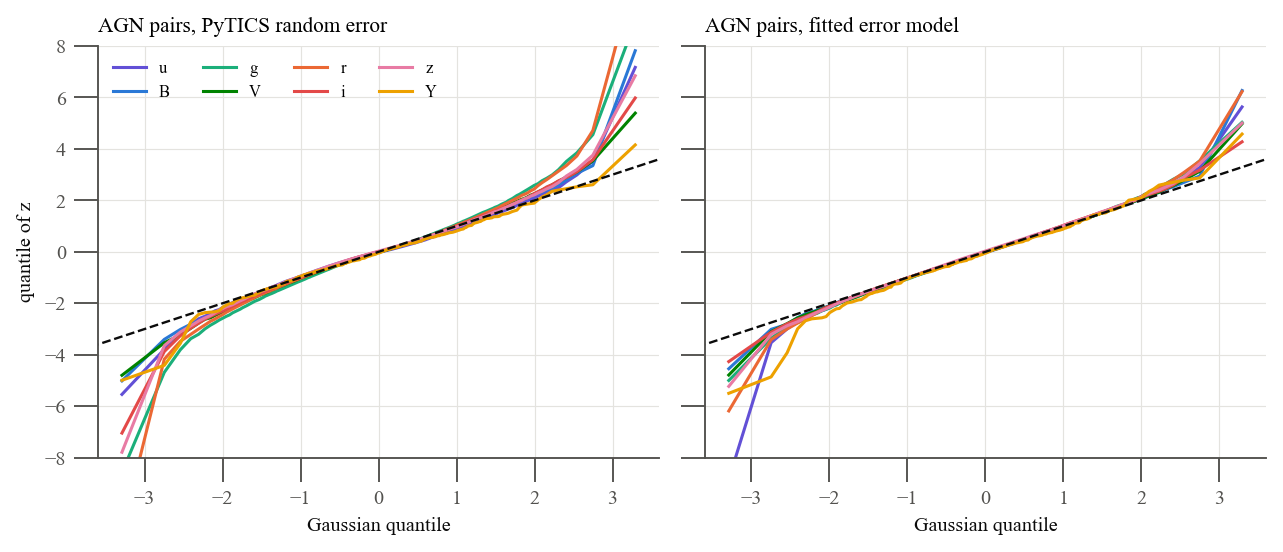 AGN pairs, PyTICS random error
AGN pairs, fitted error model
u g r z
B V i Y
quantile of z
8
6
4
2
0
−2
−4
−6
−8
−3 −2 −1 0 1 2 3
−3 −2 −1 0 1 2 3
Gaussian quantile
Gaussian quantile